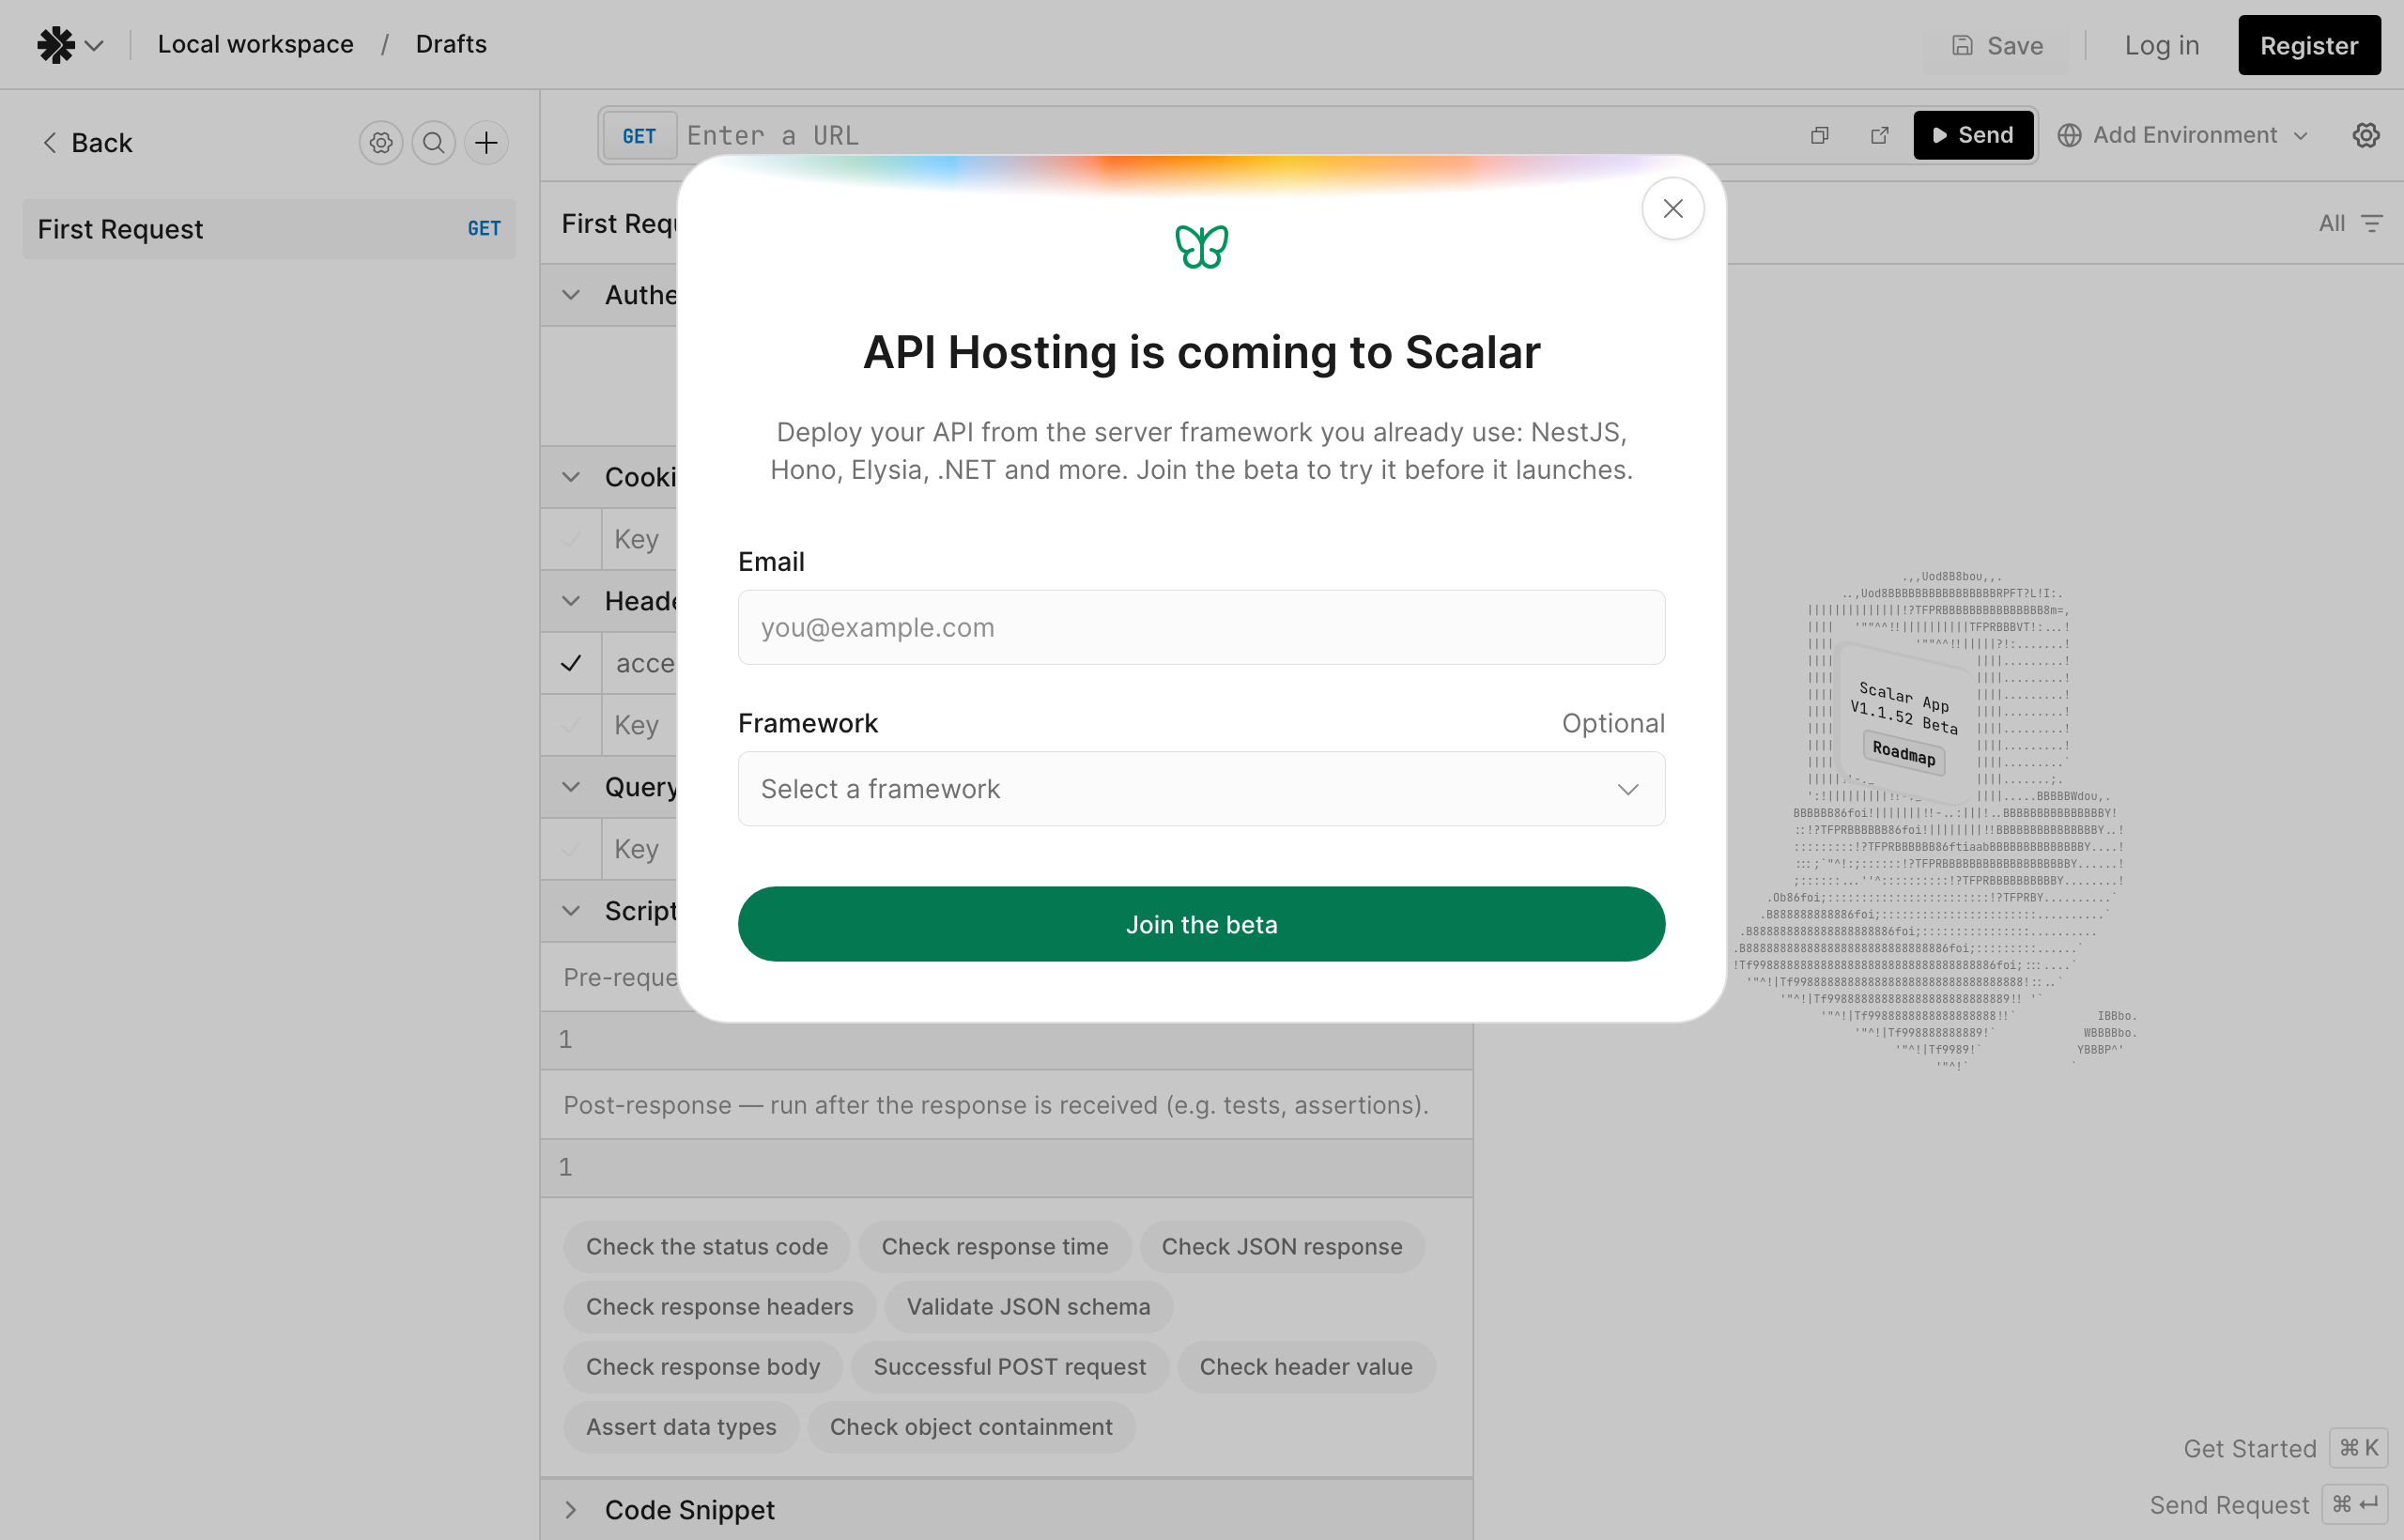 Local workspace / Drafts
Save
Log in
Register
Back
First Request GET
GET Enter a URL
Send
Add Environment
First Requ
All
Authe
Cooki
Key
Heade
acce
Key
Query
Key
Script
Pre-reque
1
Post-response — run after the response is received (e.g. tests, assertions).
1
Check the status code
Check response time
Check JSON response
Check response headers
Validate JSON schema
Check response body
Successful POST request
Check header value
Assert data types
Check object containment
Code Snippet
API Hosting is coming to Scalar
Deploy your API from the server framework you already use: NestJS,
Hono, Elysia, .NET and more. Join the beta to try it before it launches.
Email
you@example.com
Framework Optional
Select a framework
Join the beta
Scalar App
V1.1.52 Beta
Roadmap
Get Started ⌘ K
Send Request ⌘ ↵